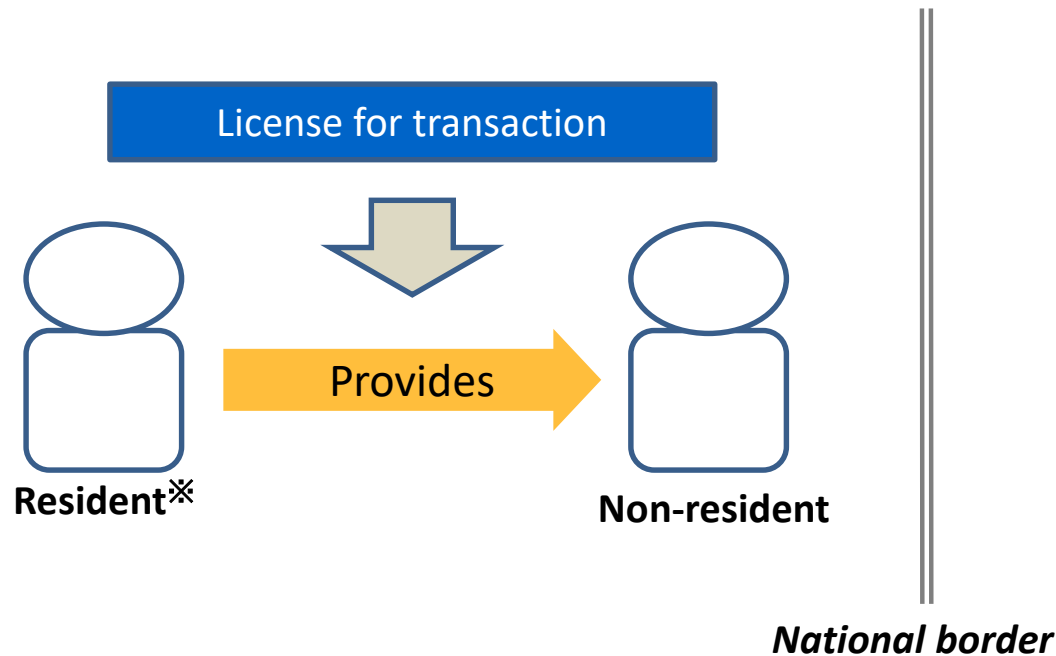 License for transaction
Provides
Resident※
Non-resident
National border